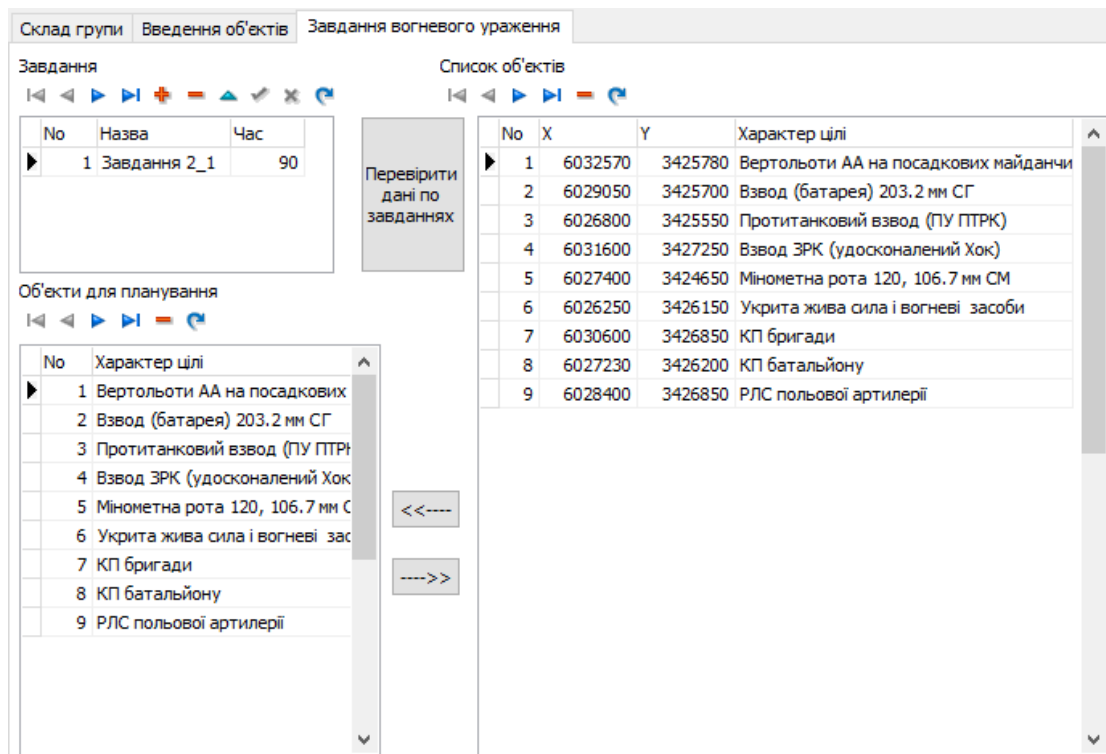 Склад групи Введення об'єктів Завдання вогневого ураження
Завдання
No Назва Час
1 Завдання 2_1 90
Перевірити
дані по
завданнях
Об'єкти для планування
No Характер цілі
1 Вертольоти АА на посадкових
2 Взвод (батарея) 203.2 мм СГ
3 Протитанковий взвод (ПУ ПТРК
4 Взвод ЗРК (удосконалений Хок
5 Мінометна рота 120, 106.7 мм С
6 Укрита жива сила і вогневі зас
7 КП бригади
8 КП батальйону
9 РЛС польової артилерії
<<----
---->>
Список об'єктів
No X Y Характер цілі
1 6032570 3425780 Вертольоти АА на посадкових майданчи
2 6029050 3425700 Взвод (батарея) 203.2 мм СГ
3 6026800 3425550 Протитанковий взвод (ПУ ПТРК)
4 6031600 3427250 Взвод ЗРК (удосконалений Хок)
5 6027400 3424650 Мінометна рота 120, 106.7 мм СМ
6 6026250 3426150 Укрита жива сила і вогневі засоби
7 6030600 3426850 КП бригади
8 6027230 3426200 КП батальйону
9 6028400 3426850 РЛС польової артилерії